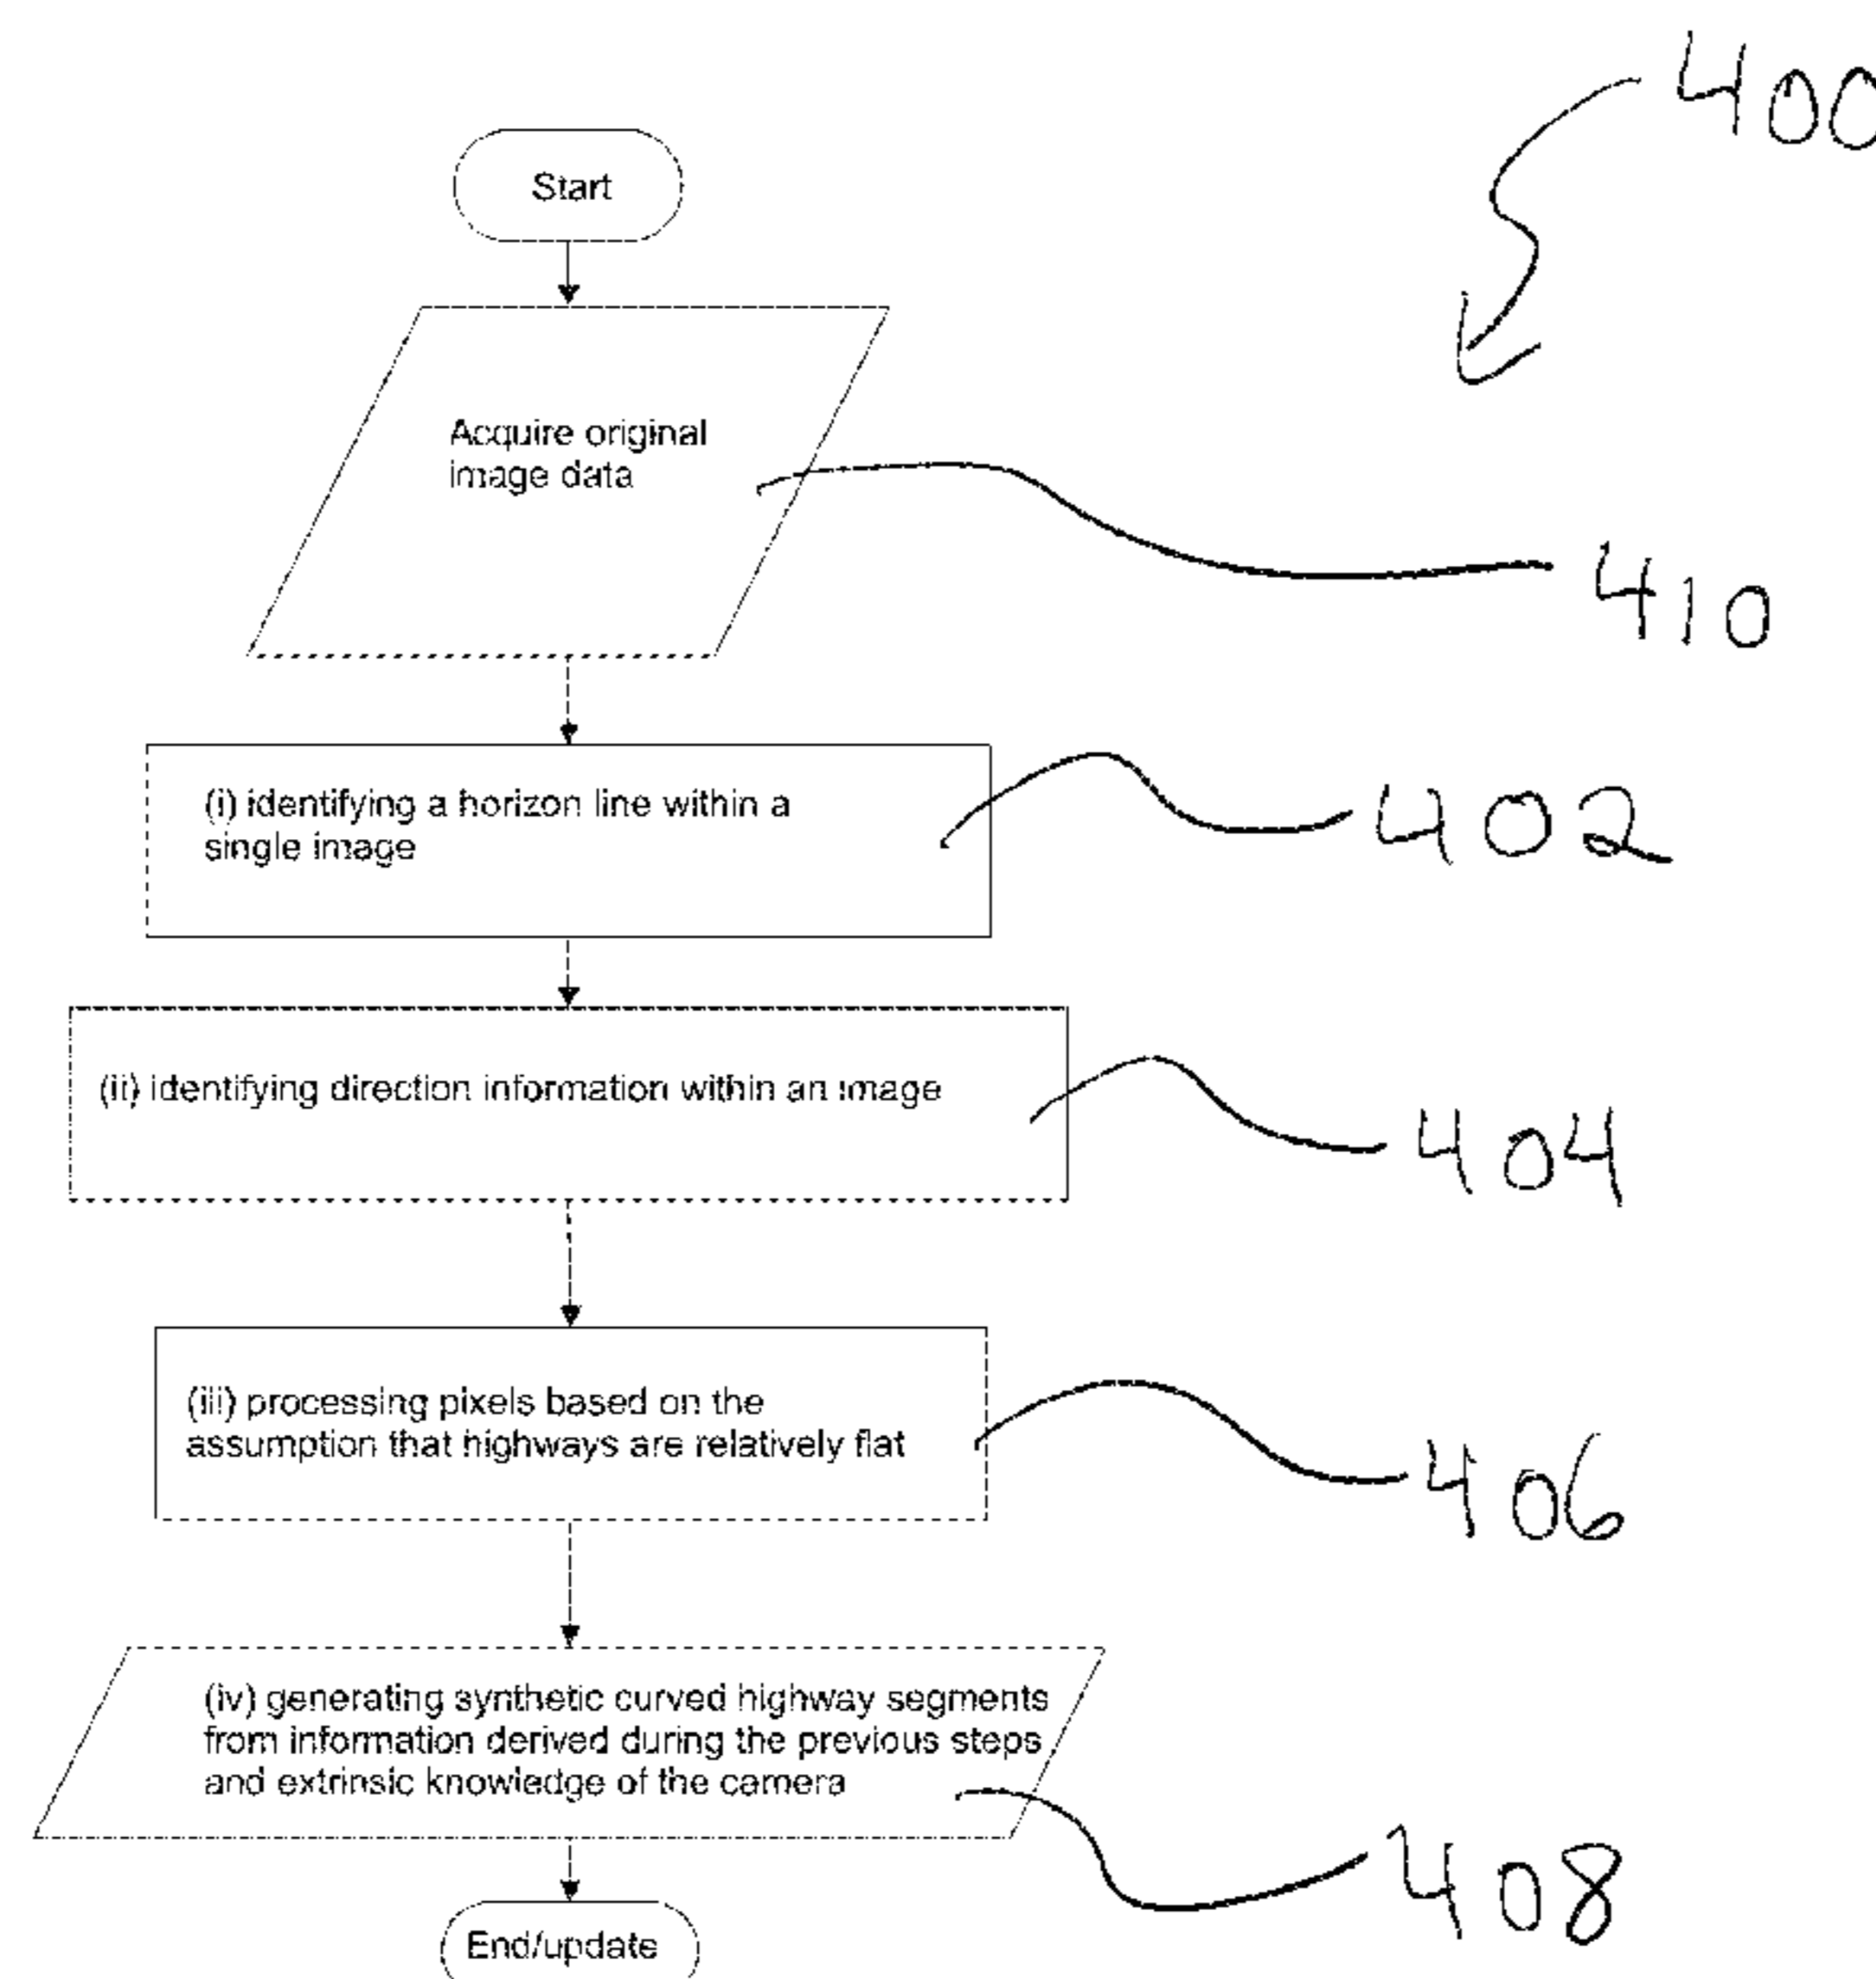 400
Start
Acquire original
image data
410
(i) identifying a horizon line within a
single image
402
(ii) identifying direction information within an image
404
(iii) processing pixels based on the
assumption that highways are relatively flat
406
(iv) generating synthetic curved highway segments
from information derived during the previous steps
and extrinsic knowledge of the camera
408
End/update